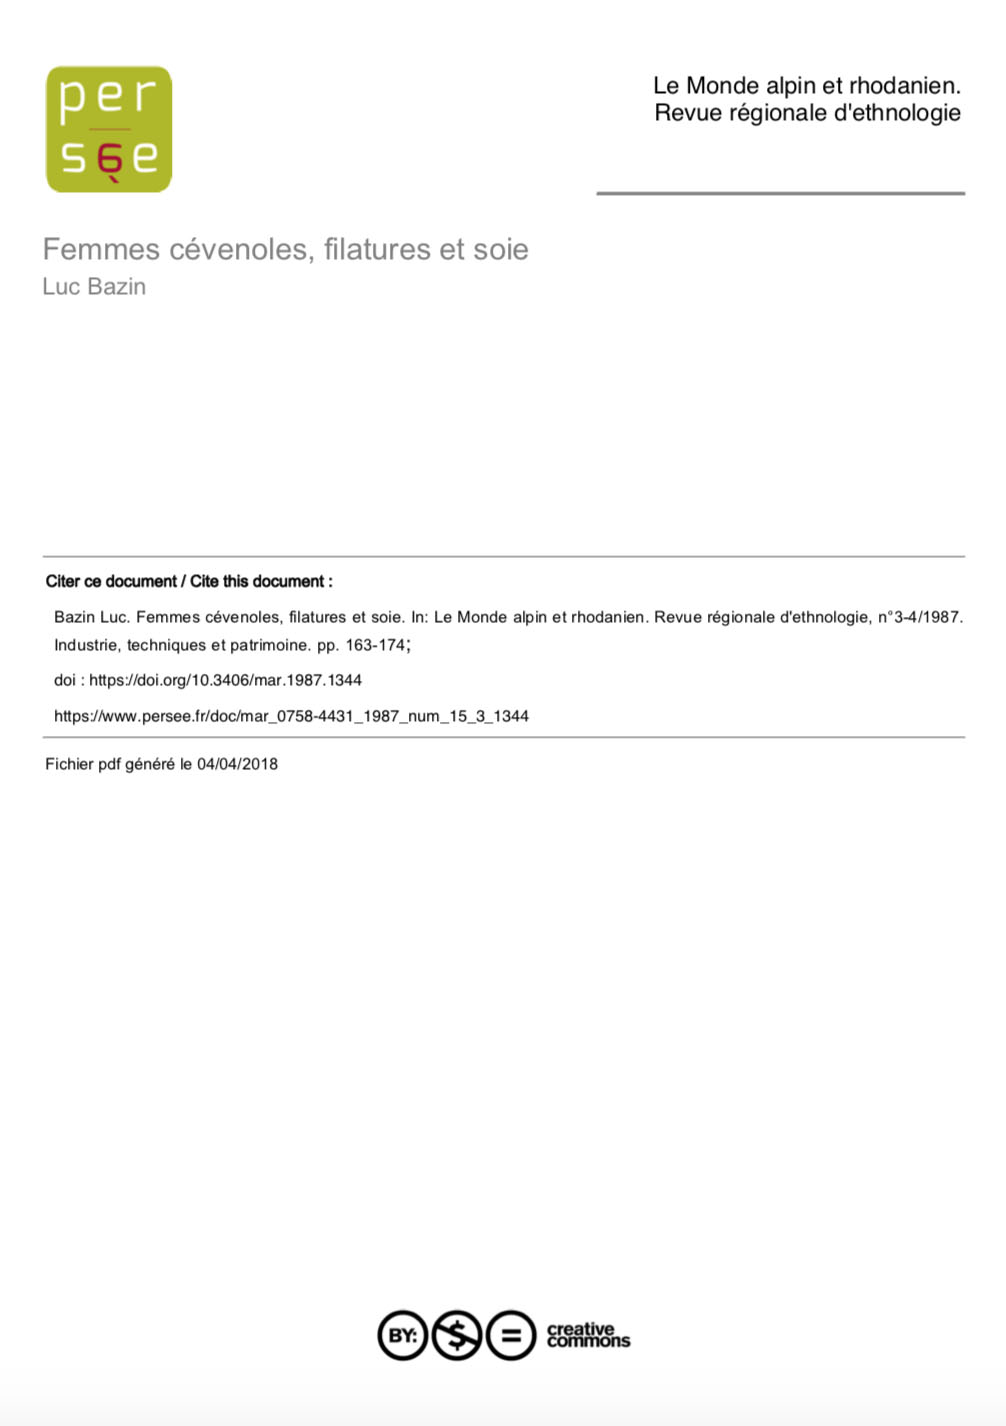 per
sée
Le Monde alpin et rhodanien.
Revue régionale d'ethnologie
Femmes cévenoles, filatures et soie
Luc Bazin
Citer ce document / Cite this document :
Bazin Luc. Femmes cévenoles, filatures et soie. In: Le Monde alpin et rhodanien. Revue régionale d'ethnologie, n°3-4/1987.
Industrie, techniques et patrimoine. pp. 163-174;
doi : https://doi.org/10.3406/mar.1987.1344
https://www.persee.fr/doc/mar_0758-4431_1987_num_15_3_1344
Fichier pdf généré le 04/04/2018
BY: $ = creative
commons